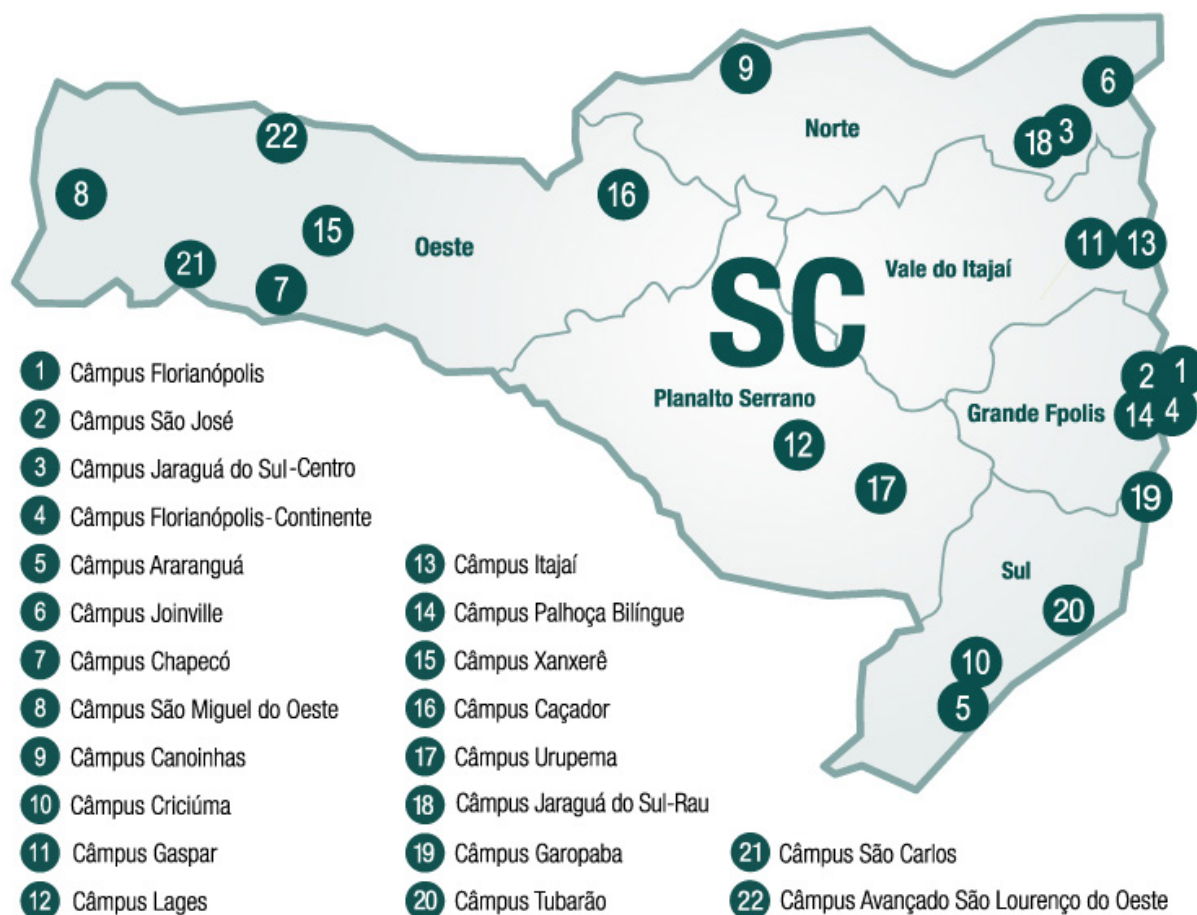 9
6
Norte
3
18
22
8
16
15
Oeste
11
13
21
Vale do Itajaí
7
SC
1
2
Planalto Serrano
Grande Fpolis
14
4
12
17
19
Sul
20
10
5
1 Câmpus Florianópolis
2 Câmpus São José
3 Câmpus Jaraguá do Sul-Centro
4 Câmpus Florianópolis-Continente
5 Câmpus Araranguá
6 Câmpus Joinville
7 Câmpus Chapecó
8 Câmpus São Miguel do Oeste
9 Câmpus Canoinhas
10 Câmpus Criciúma
11 Câmpus Gaspar
12 Câmpus Lages
13 Câmpus Itajaí
14 Câmpus Palhoça Bilíngue
15 Câmpus Xanxerê
16 Câmpus Caçador
17 Câmpus Urupema
18 Câmpus Jaraguá do Sul-Rau
19 Câmpus Garopaba
20 Câmpus Tubarão
21 Câmpus São Carlos
22 Câmpus Avançado São Lourenço do Oeste